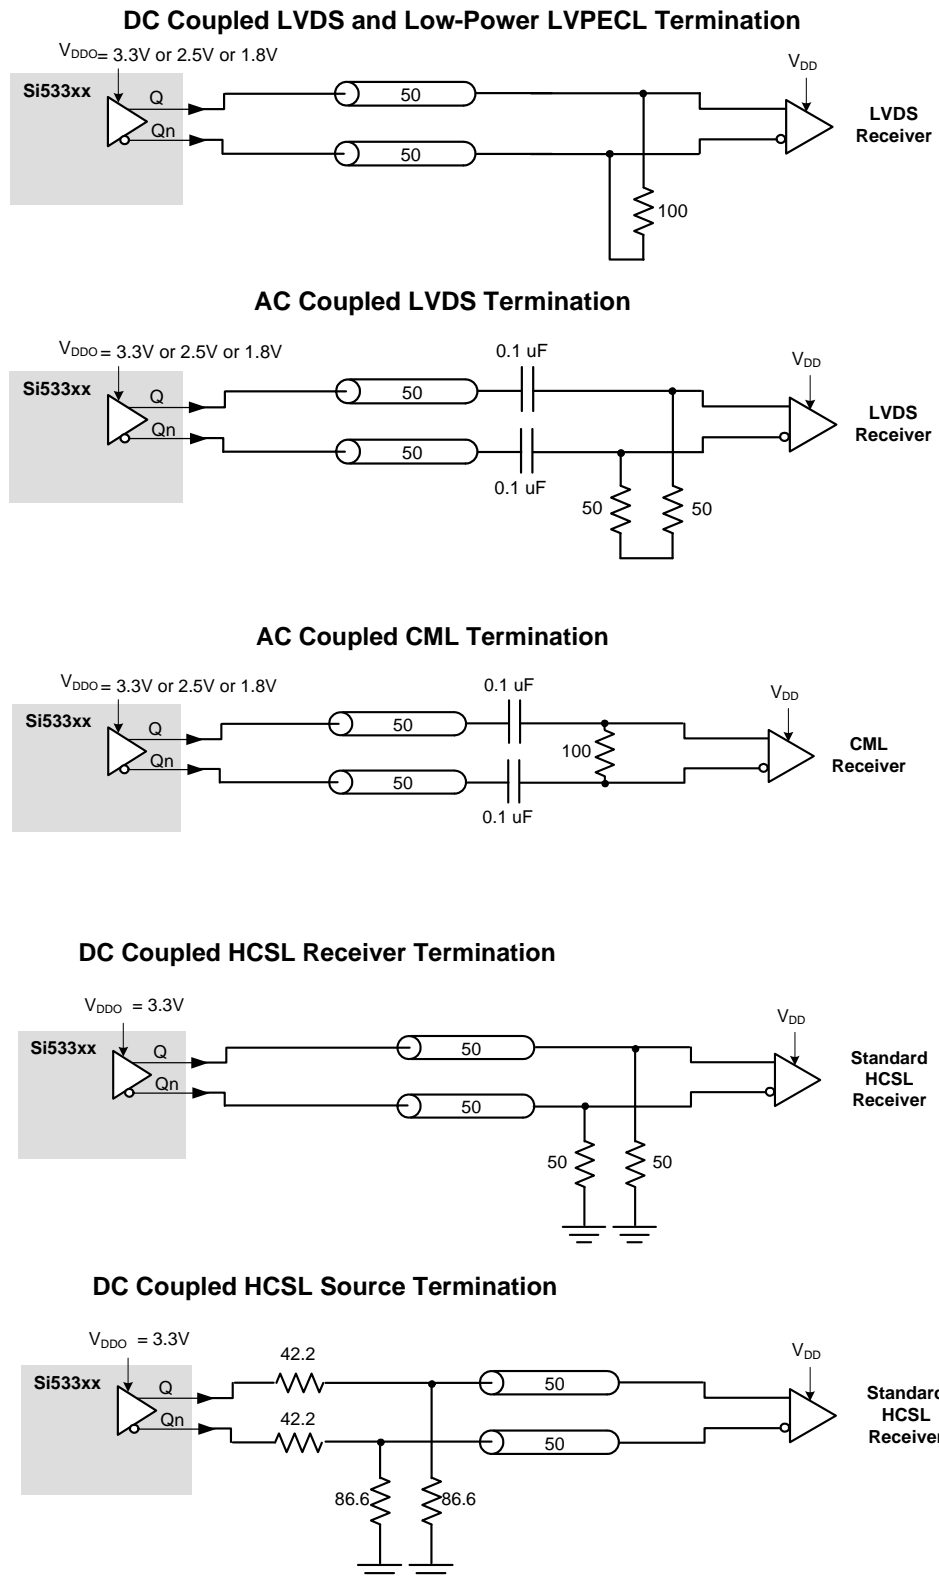 DC Coupled LVDS and Low-Power LVPECL Termination
VDDO= 3.3V or 2.5V or 1.8V
VDD
Si533xx
Q
50
LVDS
Receiver
Qn
50
100
AC Coupled LVDS Termination
VDDO = 3.3V or 2.5V or 1.8V
0.1 uF
VDD
Si533xx
Q
50
LVDS
Receiver
Qn
50
0.1 uF
50
50
AC Coupled CML Termination
VDDO = 3.3V or 2.5V or 1.8V
0.1 uF
VDD
Si533xx
Q
50
100
CML
Receiver
Qn
50
0.1 uF
DC Coupled HCSL Receiver Termination
VDDO = 3.3V
VDD
Si533xx
Q
50
Standard
HCSL
Receiver
Qn
50
50
50
DC Coupled HCSL Source Termination
VDDO = 3.3V
42.2
VDD
Si533xx
Q
50
Standard
HCSL
Receiver
Qn
42.2
50
86.6
86.6